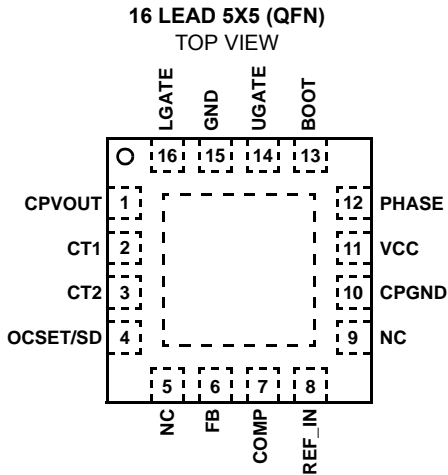 16 LEAD 5X5 (QFN)
TOP VIEW
LGATE
GND
UGATE
BOOT
16
15
14
13
CPVOUT 1
12 PHASE
CT1 2
11 VCC
CT2 3
10 CPGND
OCSET/SD 4
9 NC
5
6
7
8
NC
FB
COMP
REF_IN